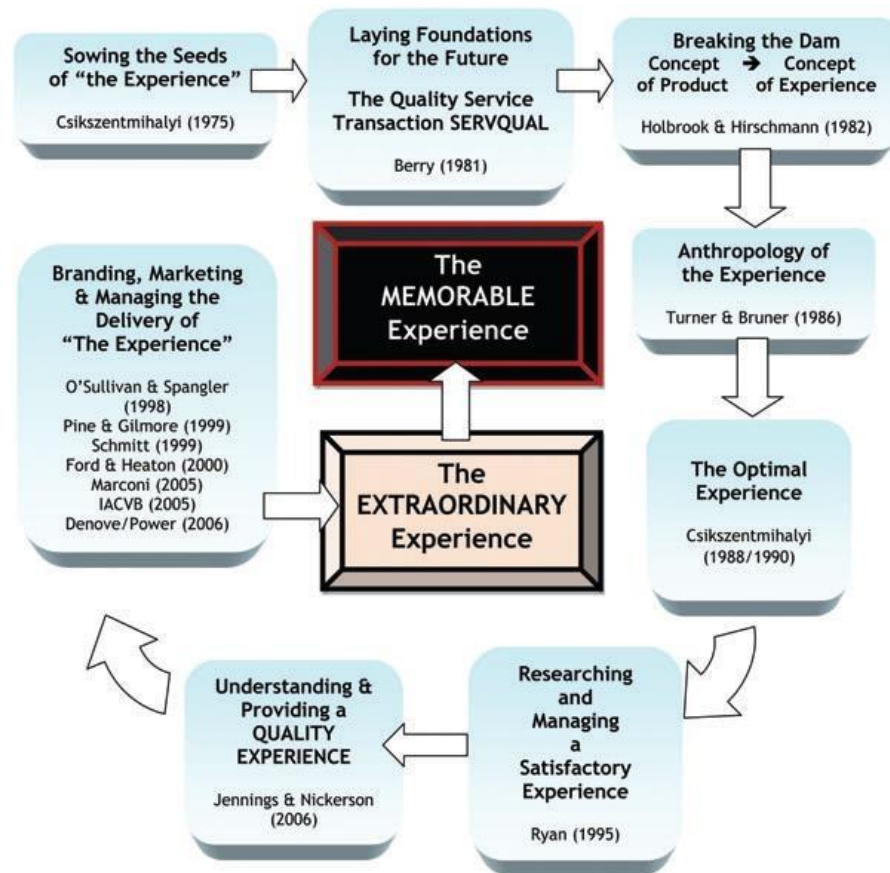 Sowing the Seeds
of “the Experience”
Csikszentmihalyi (1975)
Laying Foundations
for the Future
The Quality Service
Transaction SERVQUAL
Berry (1981)
Breaking the Dam
Concept ➔ Concept
of Product of Experience
Holbrook & Hirschmann (1982)
Anthropology of
the Experience
Turner & Bruner (1986)
The Optimal
Experience
Csikszentmihalyi
(1988/1990)
Researching
and
Managing
a
Satisfactory
Experience
Ryan (1995)
Understanding &
Providing a
QUALITY
EXPERIENCE
Jennings & Nickerson
(2006)
Branding, Marketing
& Managing the
Delivery of
“The Experience”
O’Sullivan & Spangler
(1998)
Pine & Gilmore (1999)
Schmitt (1999)
Ford & Heaton (2000)
Marconi (2005)
IACVB (2005)
Denove/Power (2006)
The
EXTRAORDINARY
Experience
The
MEMORABLE
Experience